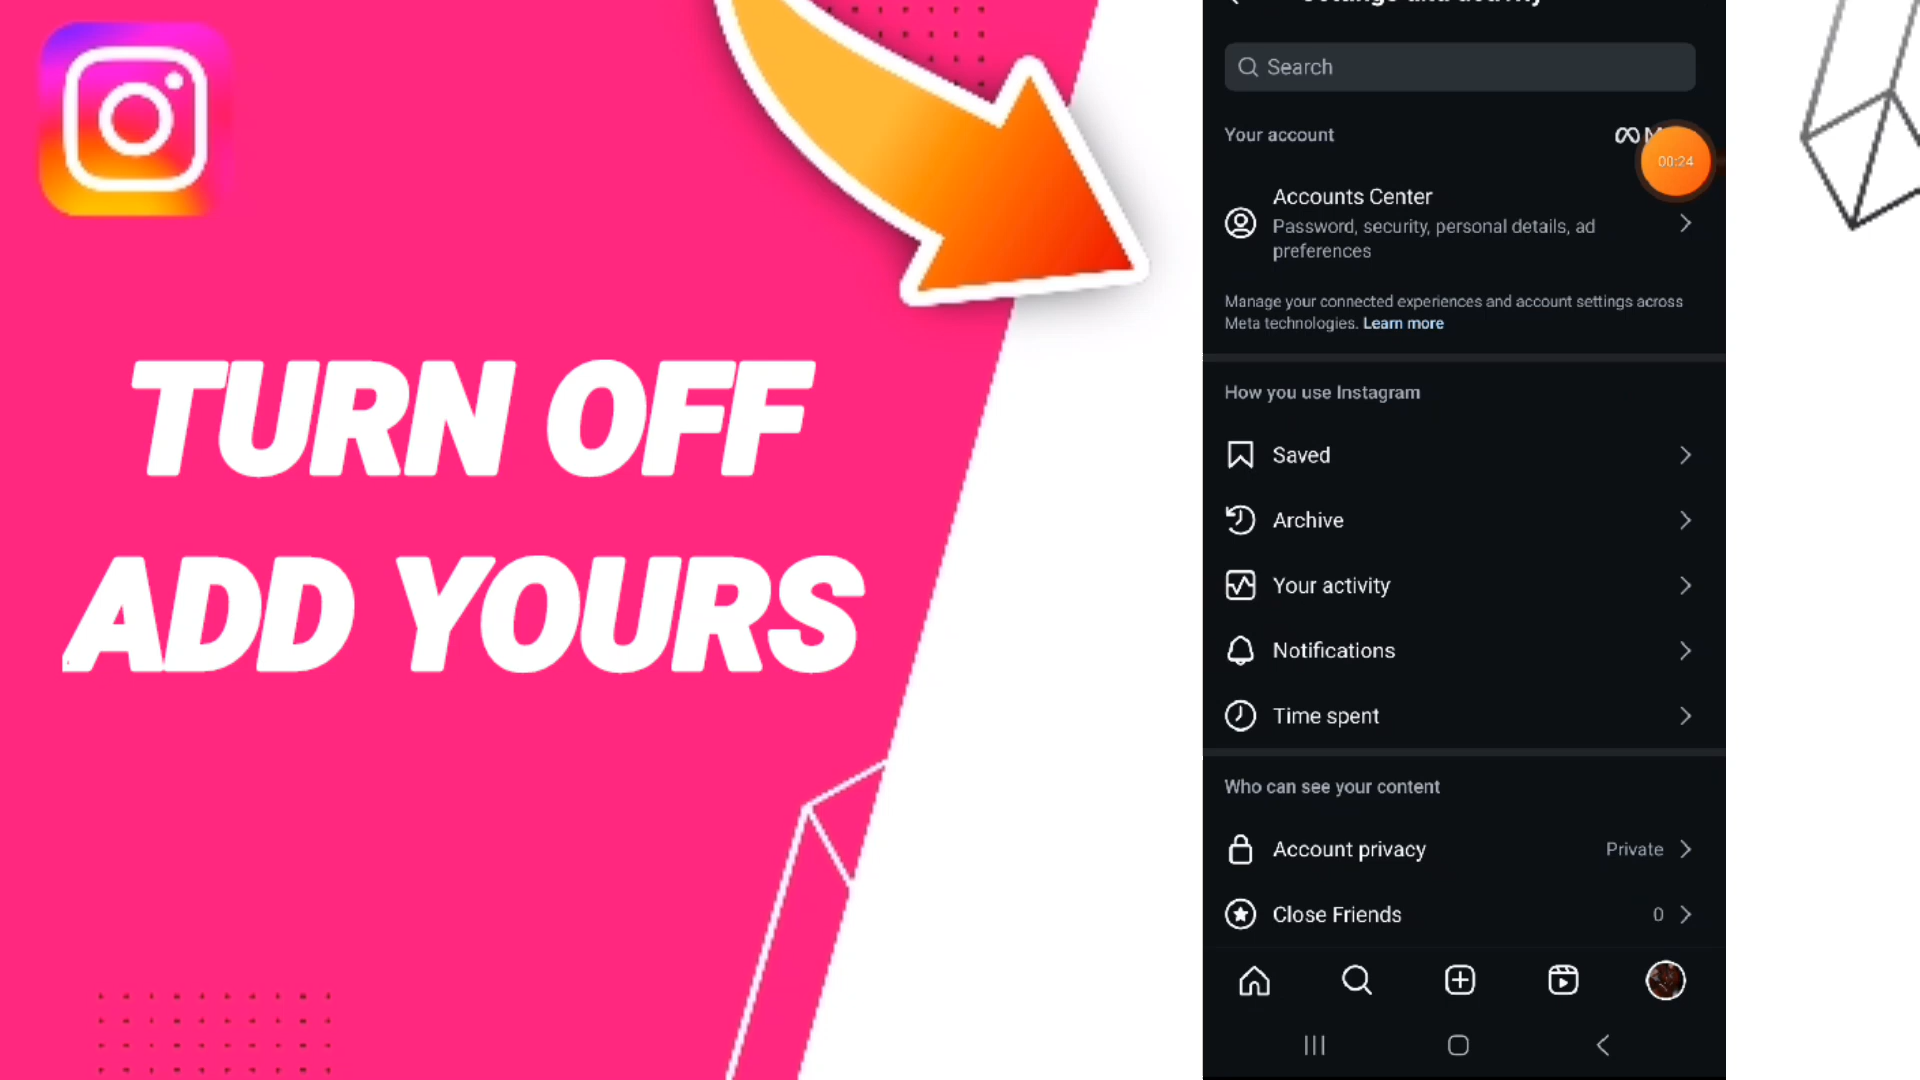 TURN OFF
ADD YOURS
Search
Your account
00:24
Accounts Center
Password, security, personal details, ad
preferences
Manage your connected experiences and account settings across
Meta technologies. Learn more
How you use Instagram
Saved
Archive
Your activity
Notifications
Time spent
Who can see your content
Account privacy Private
Close Friends 0